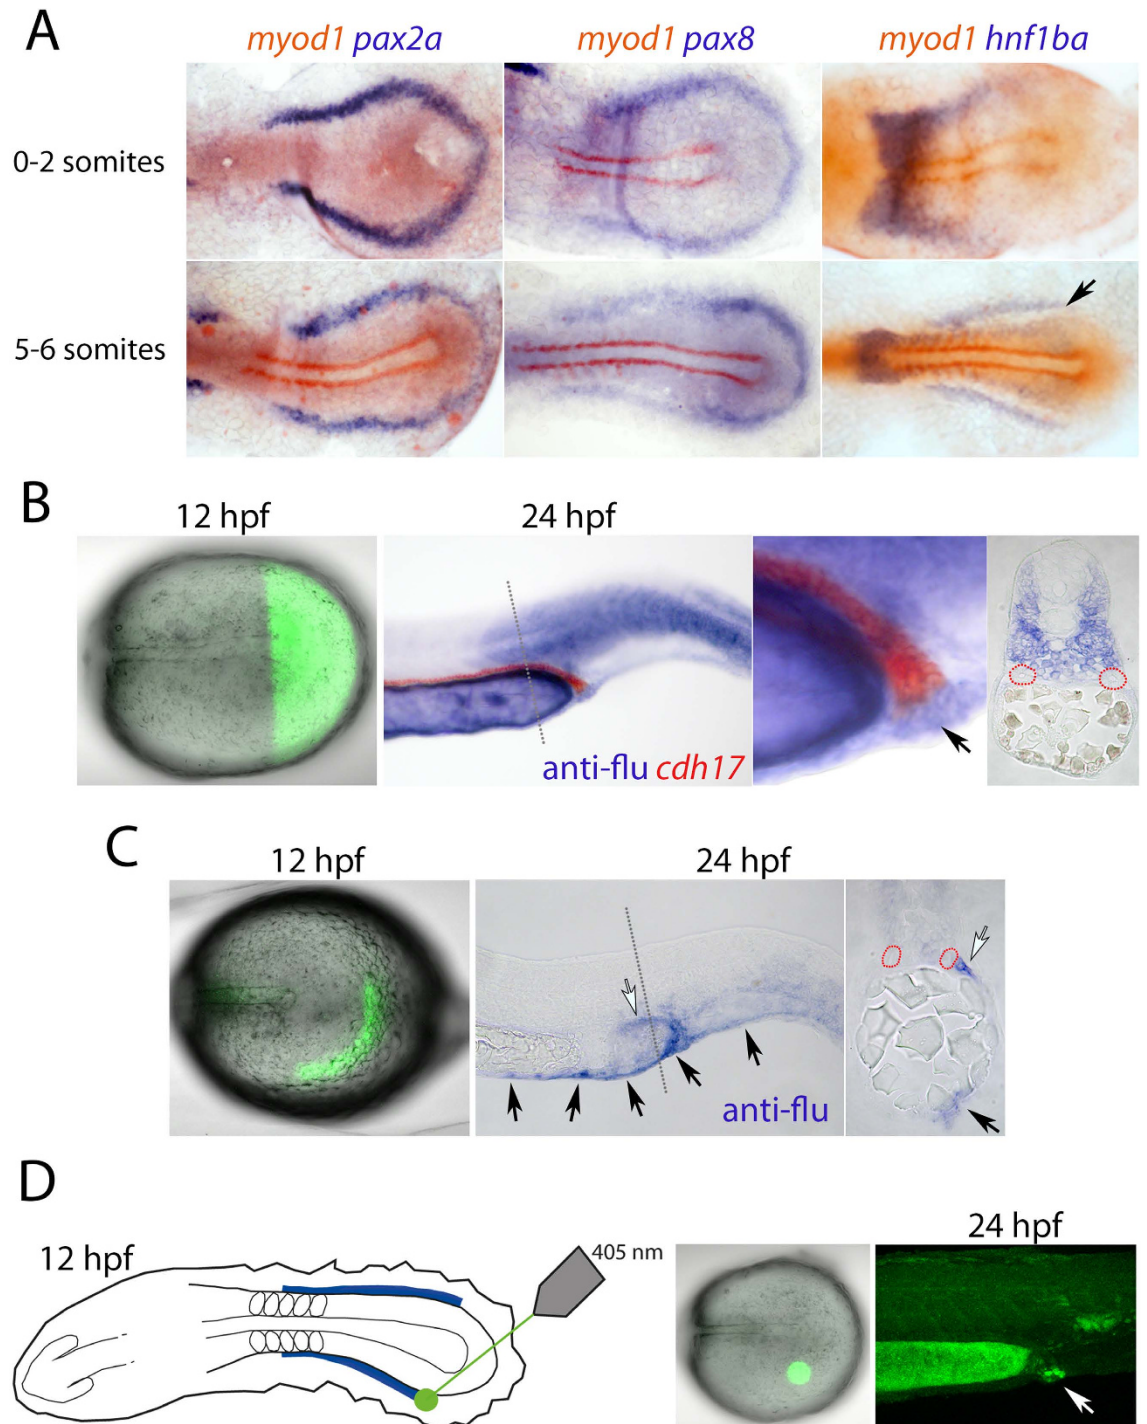 A
myod1 pax2a
myod1 pax8
myod1 hnf1ba
0-2 somites
5-6 somites
B
12 hpf
24 hpf
anti-flu cdh17
C
12 hpf
24 hpf
anti-flu
D
12 hpf
405 nm
24 hpf